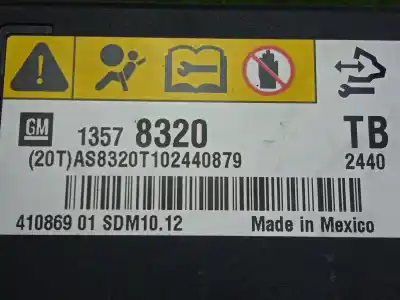 GM 1357 8320 TB
(20T)AS8320T102440879 2440
410869 01 SDM10.12 Made in Mexico